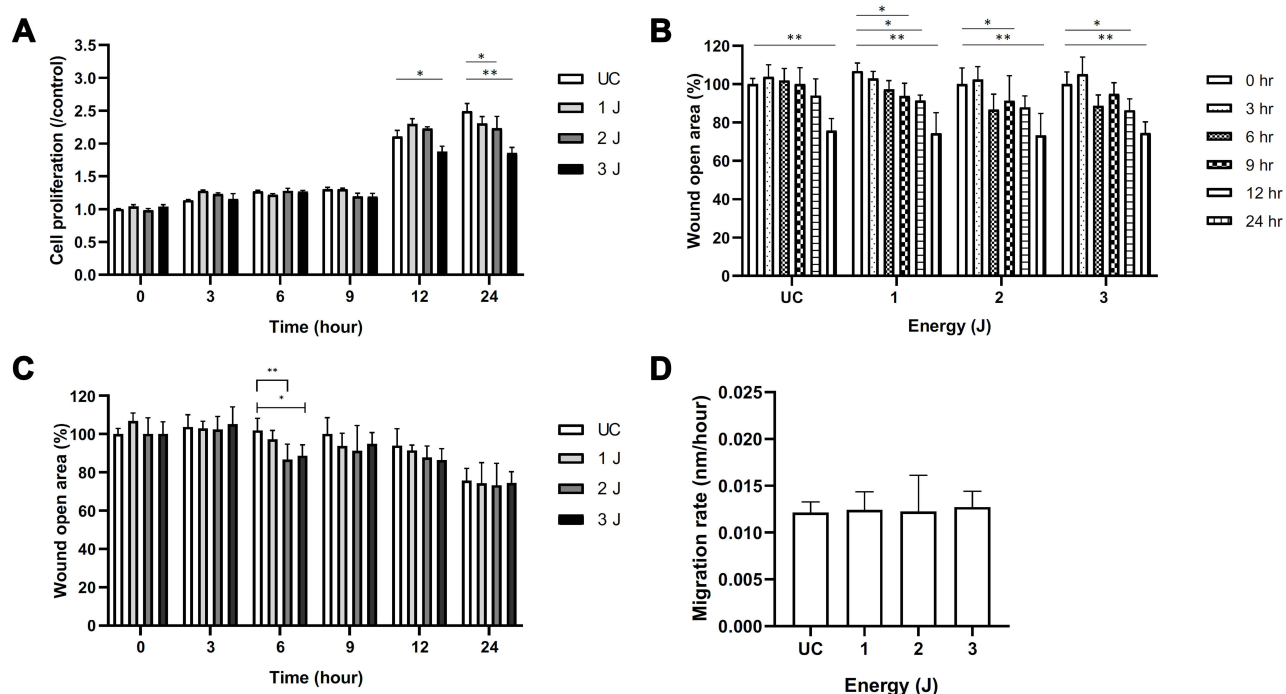 A
Cell proliferation (/control)
3.5
3.0
2.5
2.0
1.5
1.0
0.5
0.0
*
*
**
0
3
6
9
12
24
Time (hour)
UC
1 J
2 J
3 J
B
Wound open area (%)
120
100
80
60
40
20
0
**
*
*
**
*
**
*
**
UC
1
2
3
Energy (J)
0 hr
3 hr
6 hr
9 hr
12 hr
24 hr
C
Wound open area (%)
120
100
80
60
40
20
0
**
*
0
3
6
9
12
24
Time (hour)
UC
1 J
2 J
3 J
D
Migration rate (nm/hour)
0.025
0.020
0.015
0.010
0.005
0.000
UC
1
2
3
Energy (J)